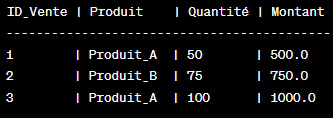 ID_Vente | Produit    | Quantité | Montant
----------------------------------------
1        | Produit_A  | 50       | 500.0
2        | Produit_B  | 75       | 750.0
3        | Produit_A  | 100      | 1000.0